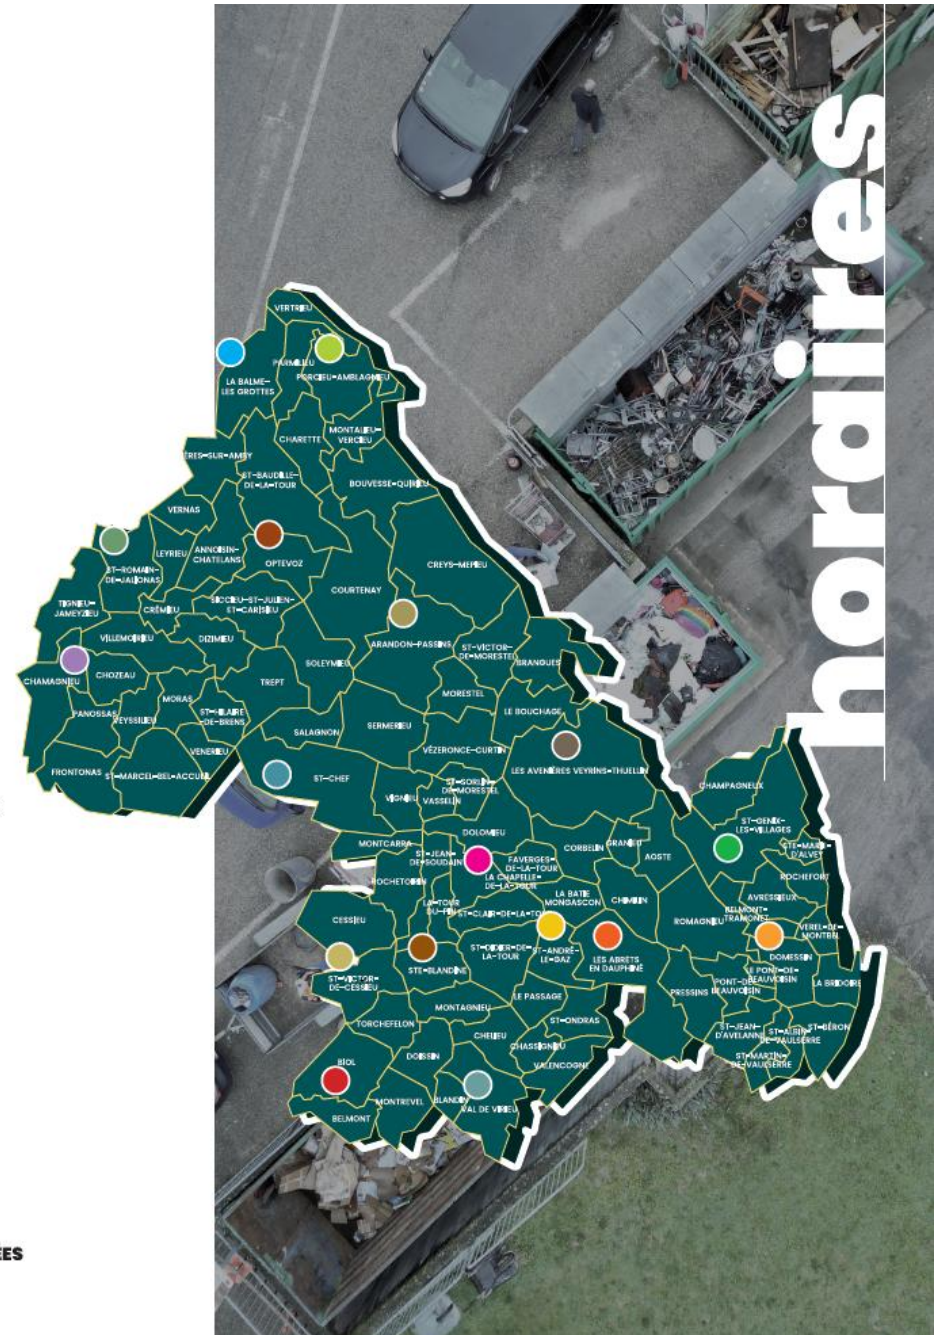 horaires
VERTRIEU
PARMILIEU
PORCIEU-AMBLAGNIEU
LA BALME-
LES GROTTES
MONTALIEU-
VERCIEU
CHARETTE
ÈRES-SUR-AMBY
ST-BAUDILLE-
DE-LA-TOUR
BOUVESSE-QUIRIEU
VERNAS
LEYRIEU
ANNOISIN-
CHATELANS
OPTEVOZ
CREYS-MEPIEU
ST-ROMAIN-
DE-JALIONAS
COURTENAY
TIGNIEU-
JAMEYZIEU
CRÉMIEU
SICCIEU-ST-JULIEN-
ET-CARISIEU
VILLEMOIRIEU
DIZIMIEU
ARANDON-PASSINS
ST-VICTOR-
DE-MORESTEL
BRANGUES
SOLEYMIEU
CHAMAGNIEU
CHOZEAU
TREPT
MORAS
MORESTEL
PANOSSAS
VEYSSILIEU
ST-HILAIRE
-DE-BRENS
LE BOUCHAGE
SALAGNON
SERMERIEU
VENERIEU
VÉZERONCE-CURTIN
FRONTONAS
ST-MARCEL-BEL-ACCUEIL
ST-CHEF
LES AVENIÈRES VEYRINS-THUELLIN
ST-SORLIN-
DE-MORESTEL
CHAMPAGNEUX
VIGNIEU
VASSELIN
ST-GENIX-
LES-VILLAGES
DOLOMIEU
MONTCARRA
CORBELIN
GRANIEU
AOSTE
STE-MARIE-
D'ALVEY
ST-JEAN-
DE-SOUDAIN
FAVERGES-
DE-LA-TOUR
LA CHAPELLE-
DE-LA-TOUR
ROCHETOIRIN
ROCHEFORT
LA BATIE
MONGASCON
CHIMILIN
AVRESSIEUX
LA-TOUR
DU-PIN
ST-CLAIR-DE-LA-TOUR
BELMONT-
TRAMONET
CESSIEU
ROMAGNIEU
VEREL-DE-
MONTBEL
ST-DIDIER-DE-
LA-TOUR
ST-ANDRÉ-
LE-GAZ
LES ABRETS
EN DAUPHINÉ
DOMESSIN
STE-BLANDINE
ST-VICTOR-
DE-CESSIEU
LE PONT-DE-
BEAUVOISIN
PONT-DE-
BEAUVOISIN
LA BRIDOIRE
PRESSINS
LE PASSAGE
MONTAGNIEU
TORCHEFELON
ST-ONDRAS
ST-JEAN-
D'AVELANNE
ST-ALBIN-
DE-VAULSERRE
ST-BÉRON
CHELIEU
CHASSIGNIEU
DOISSIN
ST-MARTIN-
DE-VAULSERRE
BIOL
VALENCOGNE
MONTREVEL
BLANDIN
VAL DE VIRIEU
BELMONT
ÉES